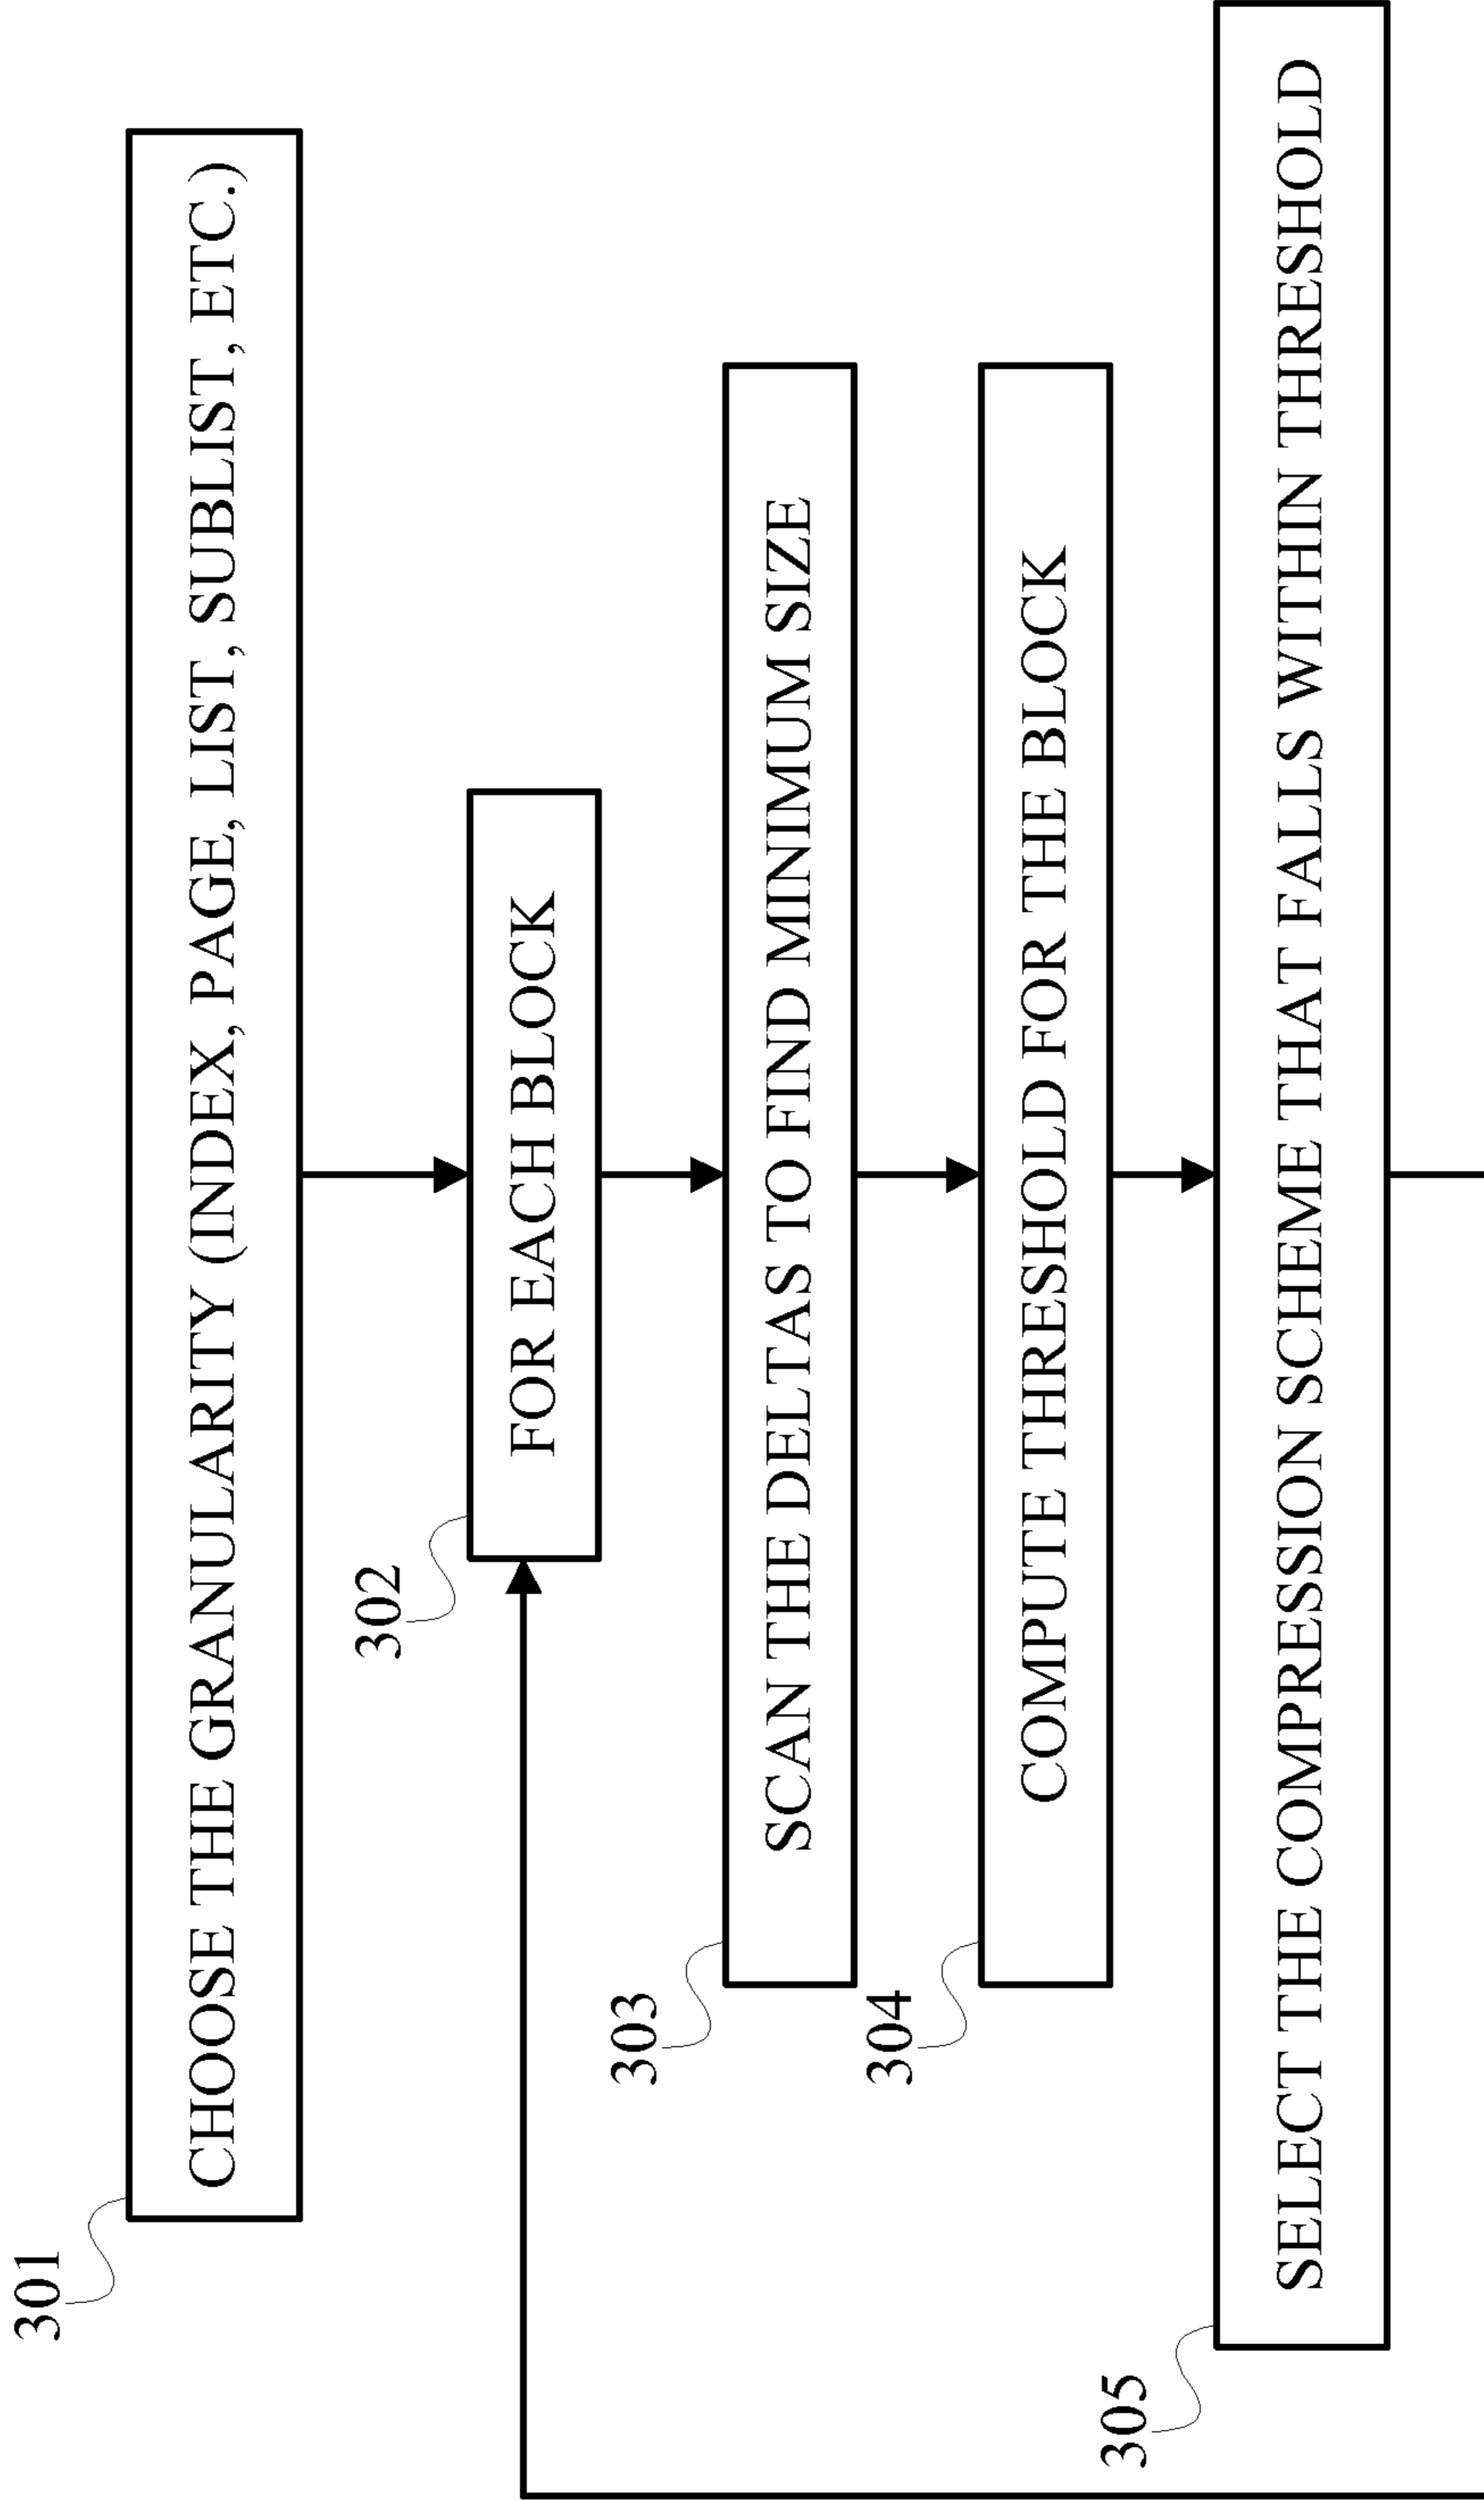 301
CHOOSE THE GRANULARITY (INDEX, PAGE, LIST, SUBLIST, ETC.)
302
FOR EACH BLOCK
303
SCAN THE DELTAS TO FIND MINIMUM SIZE
304
COMPUTE THRESHOLD FOR THE BLOCK
305
SELECT THE COMPRESSION SCHEME THAT FALLS WITHIN THRESHOLD